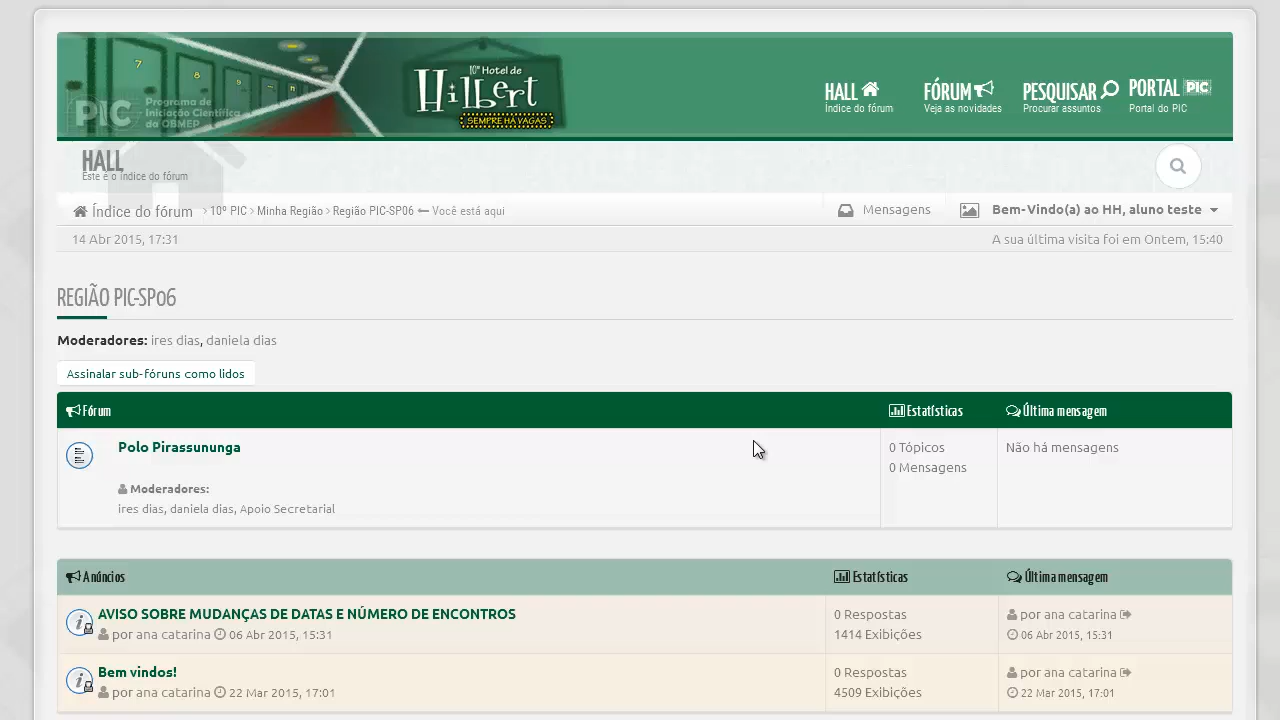 7
8
9
PIC Programa de
Iniciação Científica
da OBMEP
10º Hotel de
Hilbert
SEMPRE HÁ VAGAS
HALL
Índice do fórum
FÓRUM
Veja as novidades
PESQUISAR
Procurar assuntos
PORTAL PIC
Portal do PIC
HALL
Este é o Índice do fórum
Índice do fórum › 10º PIC › Minha Região › Região PIC-SP06 Você está aqui
Mensagens
Bem-Vindo(a) ao HH, aluno teste
14 Abr 2015, 17:31
A sua última visita foi em Ontem, 15:40
REGIÃO PIC-SP06
Moderadores: ires dias, daniela dias
Assinalar sub-fóruns como lidos
Fórum Estatísticas Última mensagem
Polo Pirassununga
0 Tópicos
0 Mensagens
Não há mensagens
Moderadores:
ires dias, daniela dias, Apoio Secretarial
Anúncios Estatísticas Última mensagem
AVISO SOBRE MUDANÇAS DE DATAS E NÚMERO DE ENCONTROS
por ana catarina 06 Abr 2015, 15:31
0 Respostas
1414 Exibições
por ana catarina
06 Abr 2015, 15:31
Bem vindos!
por ana catarina 22 Mar 2015, 17:01
0 Respostas
4509 Exibições
por ana catarina
22 Mar 2015, 17:01